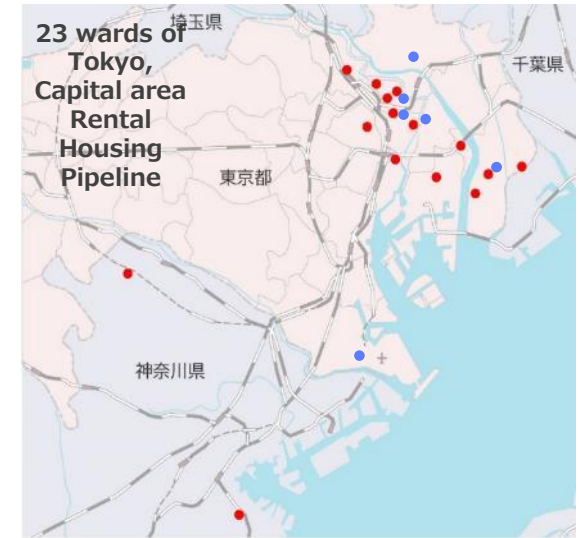 23 wards of
Tokyo,
Capital area
Rental
Housing
Pipeline
埼玉県
千葉県
東京都
神奈川県